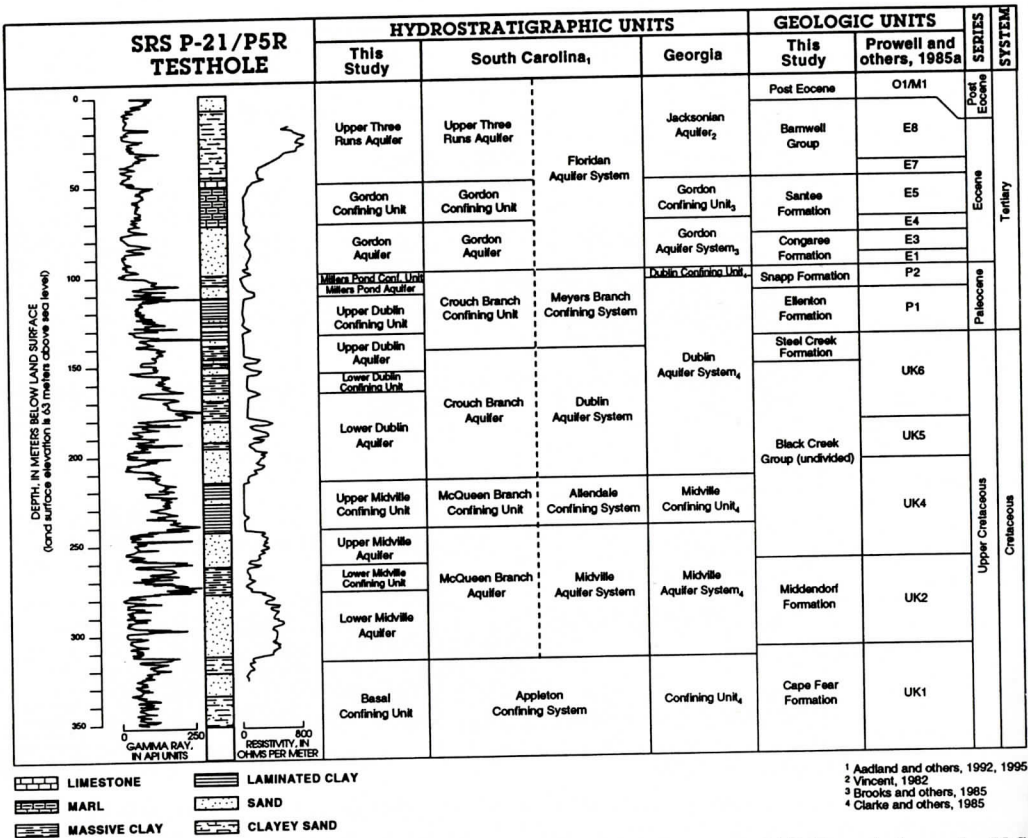 SRS P-21/P5R
TESTHOLE
HYDROSTRATIGRAPHIC UNITS
This
Study
South Carolina₁
Georgia
GEOLOGIC UNITS
This
Study
Prowell and
others, 1985a
SERIES
SYSTEM
DEPTH, IN METERS BELOW LAND SURFACE
(land surface elevation is 63 meters above sea level)
0
50
100
150
200
250
300
350
0 250
GAMMA RAY,
IN API UNITS
0 800
RESISTIVITY, IN
OHMS PER METER
Upper Three
Runs Aquifer
Gordon
Confining Unit
Gordon
Aquifer
Millers Pond Conf. Unit
Millers Pond Aquifer
Upper Dublin
Confining Unit
Upper Dublin
Aquifer
Lower Dublin
Confining Unit
Lower Dublin
Aquifer
Upper Midville
Confining Unit
Upper Midville
Aquifer
Lower Midville
Confining Unit
Lower Midville
Aquifer
Basal
Confining Unit
Upper Three
Runs Aquifer
Gordon
Confining Unit
Gordon
Aquifer
Crouch Branch
Confining Unit
Crouch Branch
Aquifer
McQueen Branch
Confining Unit
McQueen Branch
Aquifer
Appleton
Confining System
Floridan
Aquifer System
Meyers Branch
Confining System
Dublin
Aquifer System
Allendale
Confining System
Midville
Aquifer System
Jacksonian
Aquifer₂
Gordon
Confining Unit₃
Gordon
Aquifer System₃
Dublin Confining Unit₄
Dublin
Aquifer System₄
Midville
Confining Unit₄
Midville
Aquifer System₄
Confining Unit₄
Post Eocene
Barnwell
Group
Santee
Formation
Congaree
Formation
Snapp Formation
Ellenton
Formation
Steel Creek
Formation
Black Creek
Group (undivided)
Middendorf
Formation
Cape Fear
Formation
O1/M1
E8
E7
E5
E4
E3
E1
P2
P1
UK6
UK5
UK4
UK2
UK1
Post
Eocene
Eocene
Paleocene
Upper Cretaceous
Tertiary
Cretaceous
LIMESTONE
MARL
MASSIVE CLAY
LAMINATED CLAY
SAND
CLAYEY SAND
¹ Aadland and others, 1992, 1995
² Vincent, 1982
³ Brooks and others, 1985
⁴ Clarke and others, 1985